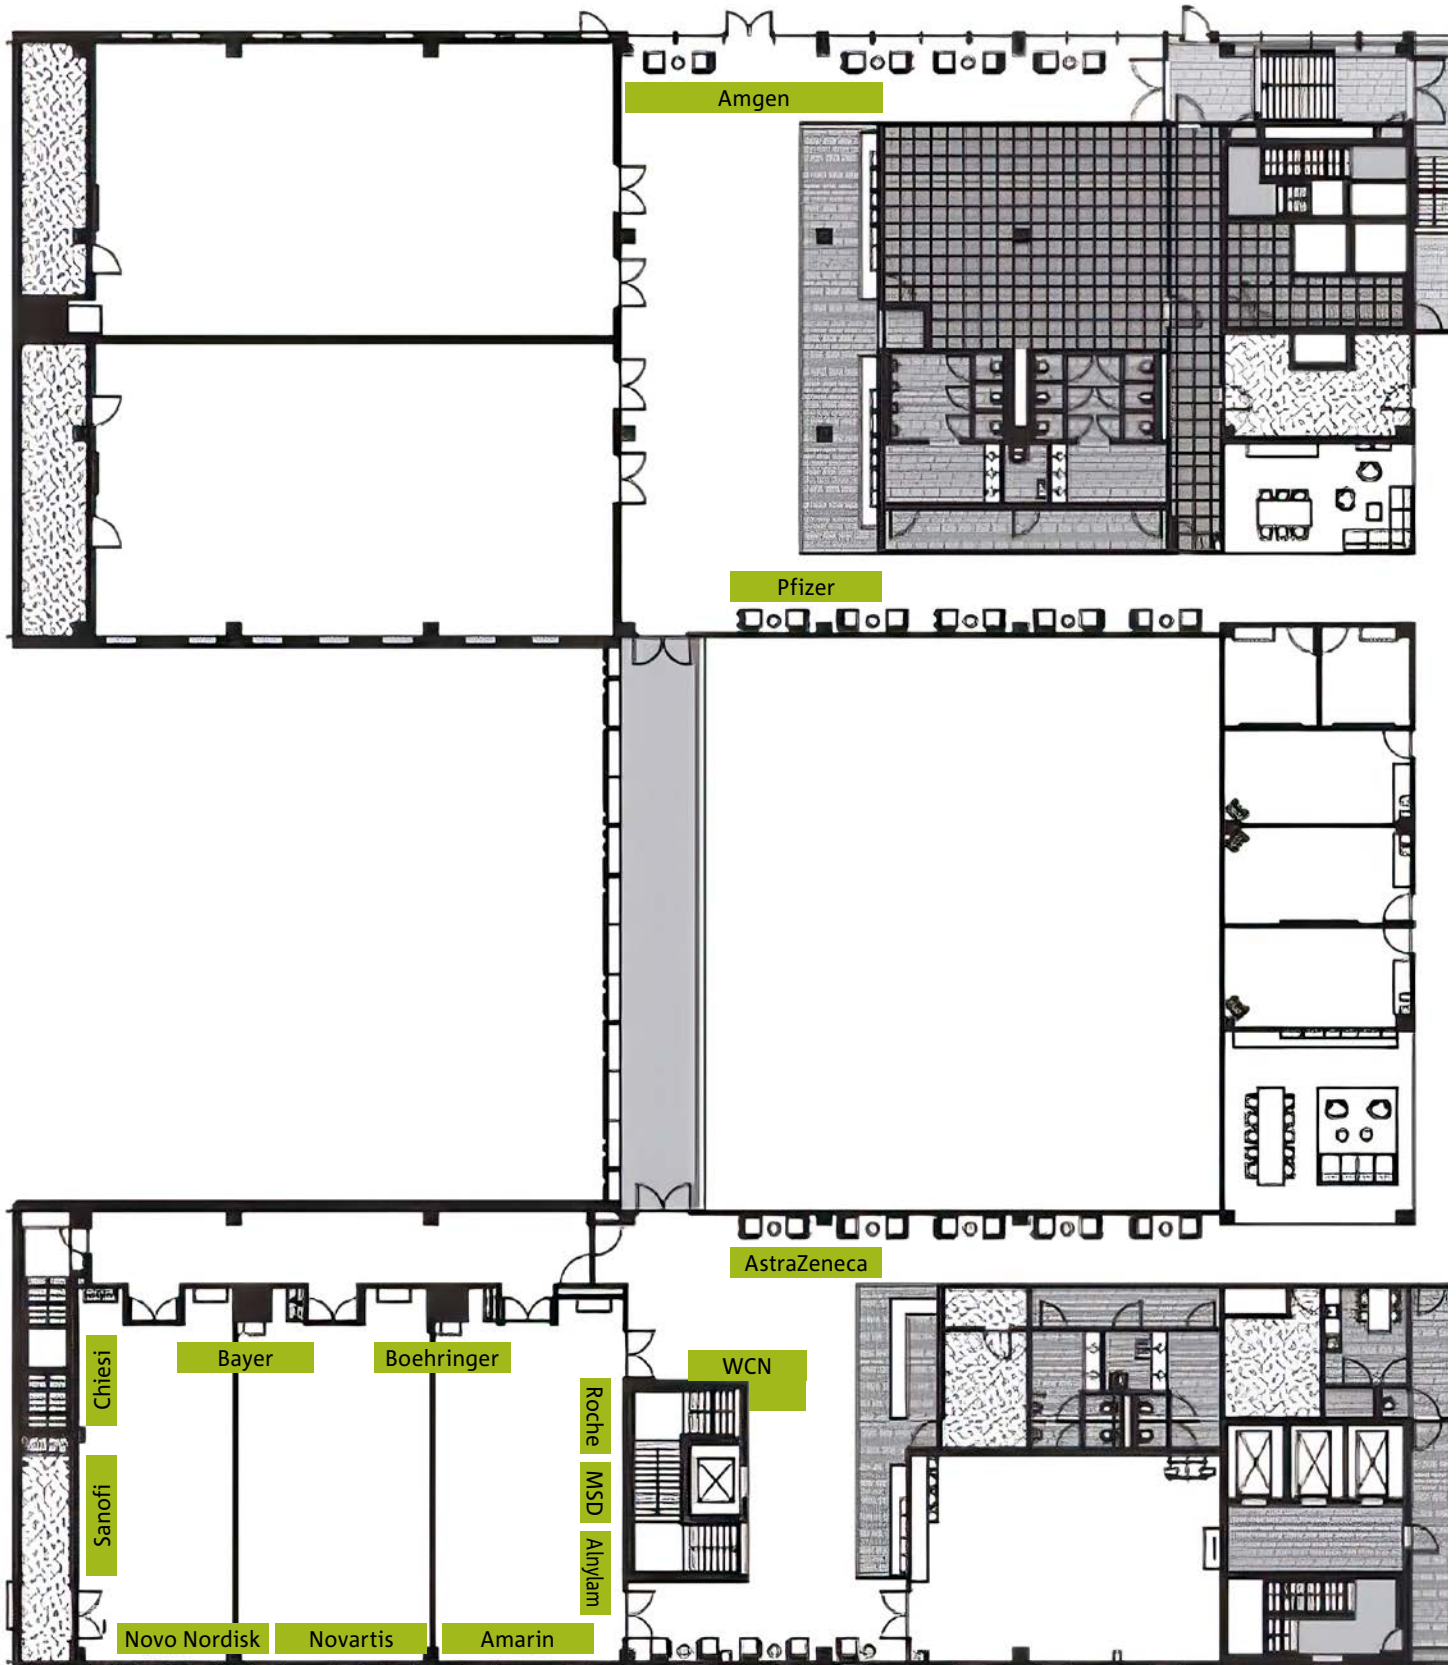 Amgen
Pfizer
AstraZeneca
Chiesi
Bayer
Boehringer
WCN
Roche
Sanofi
MSD
Alnylam
Novo Nordisk
Novartis
Amarin